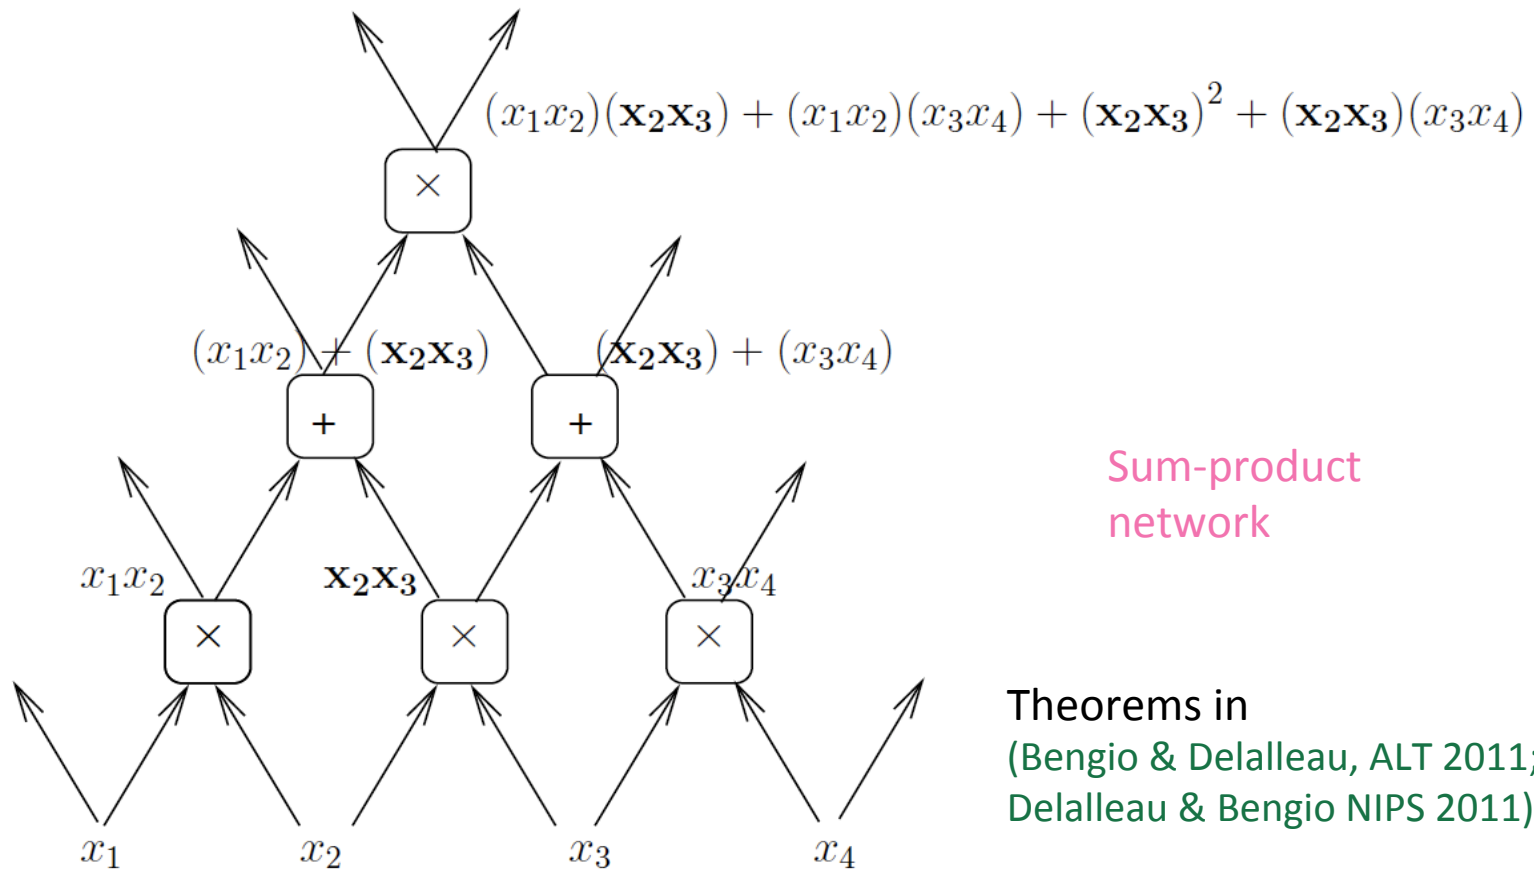 (x₁x₂)(𝐱₂𝐱₃) + (x₁x₂)(x₃x₄) + (𝐱₂𝐱₃)² + (𝐱₂𝐱₃)(x₃x₄)
×
(x₁x₂) + (𝐱₂𝐱₃) (𝐱₂𝐱₃) + (x₃x₄)
+ +
Sum-product
network
x₁x₂ 𝐱₂𝐱₃ x₃x₄
× × ×
Theorems in
(Bengio & Delalleau, ALT 2011;
Delalleau & Bengio NIPS 2011)
x₁ x₂ x₃ x₄